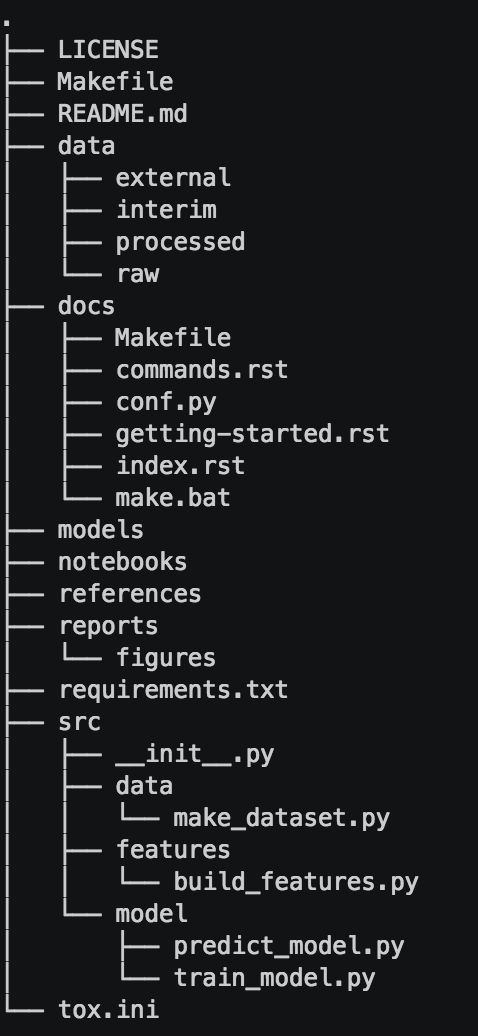 .
├── LICENSE
├── Makefile
├── README.md
├── data
│   ├── external
│   ├── interim
│   ├── processed
│   └── raw
├── docs
│   ├── Makefile
│   ├── commands.rst
│   ├── conf.py
│   ├── getting-started.rst
│   ├── index.rst
│   └── make.bat
├── models
├── notebooks
├── references
├── reports
│   └── figures
├── requirements.txt
├── src
│   ├── __init__.py
│   ├── data
│   │   └── make_dataset.py
│   ├── features
│   │   └── build_features.py
│   └── model
│       ├── predict_model.py
│       └── train_model.py
└── tox.ini